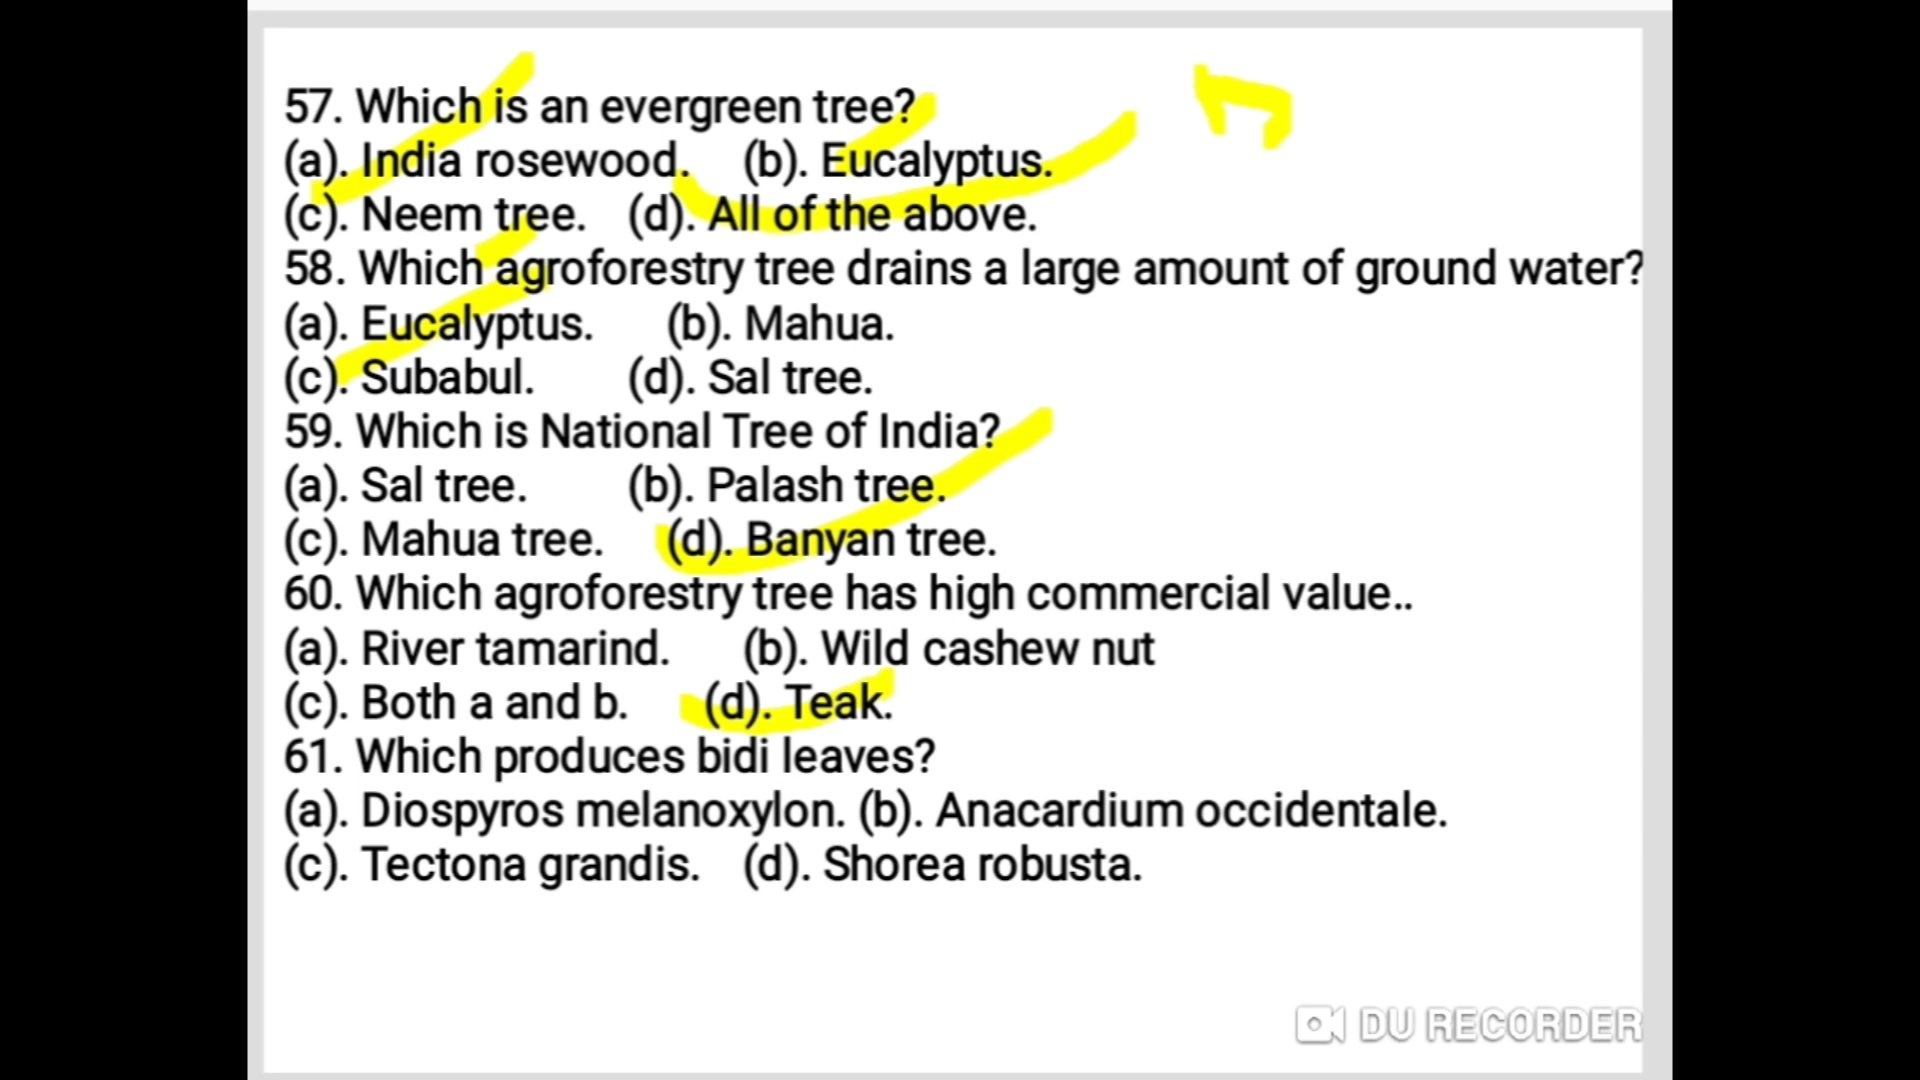 57. Which is an evergreen tree?
(a). India rosewood. (b). Eucalyptus.
(c). Neem tree. (d). All of the above.
58. Which agroforestry tree drains a large amount of ground water?
(a). Eucalyptus. (b). Mahua.
(c). Subabul. (d). Sal tree.
59. Which is National Tree of India?
(a). Sal tree. (b). Palash tree.
(c). Mahua tree. (d). Banyan tree.
60. Which agroforestry tree has high commercial value..
(a). River tamarind. (b). Wild cashew nut
(c). Both a and b. (d). Teak.
61. Which produces bidi leaves?
(a). Diospyros melanoxylon. (b). Anacardium occidentale.
(c). Tectona grandis. (d). Shorea robusta.
DU RECORDER